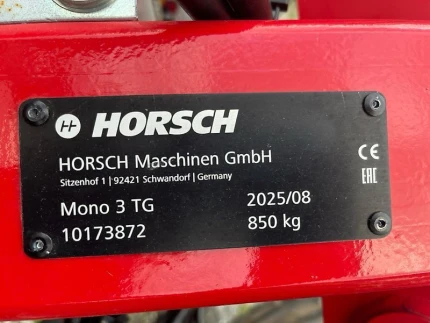 HORSCH
HORSCH Maschinen GmbH
Sitzenhof 1 | 92421 Schwandorf | Germany
CE
EAC
Mono 3 TG 2025/08
10173872 850 kg